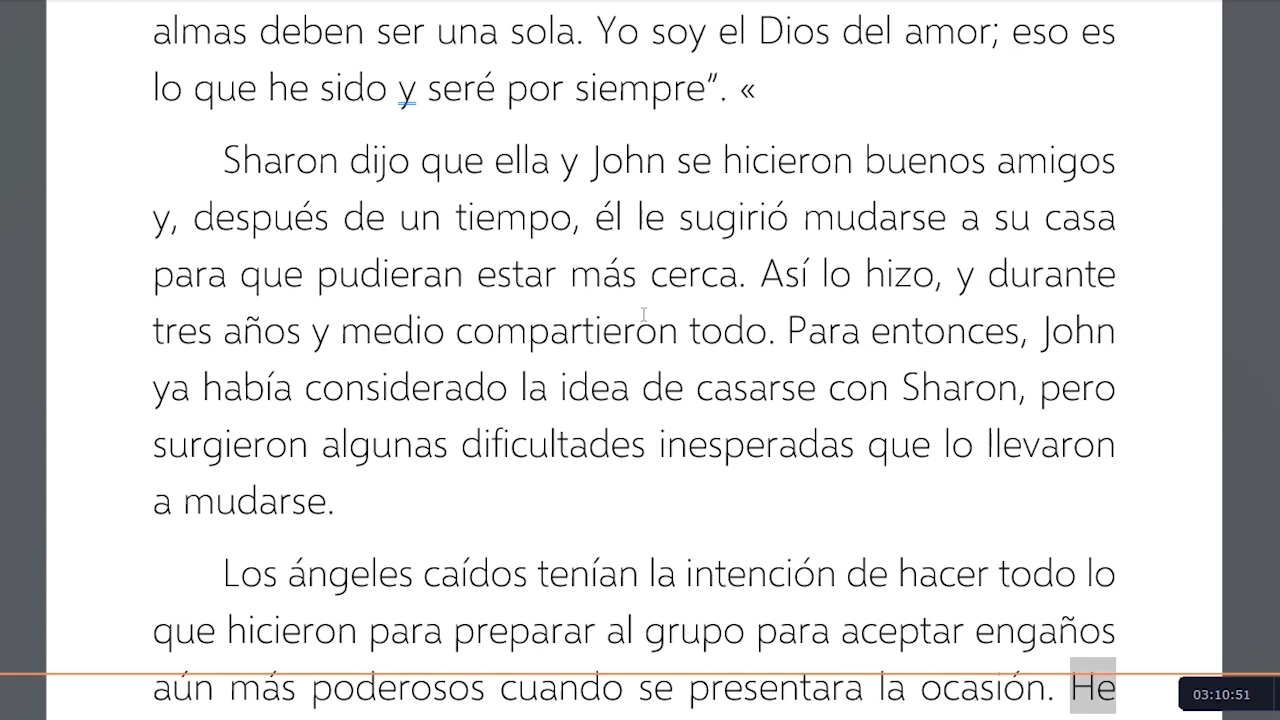 almas deben ser una sola. Yo soy el Dios del amor; eso es
lo que he sido y seré por siempre”. «
Sharon dijo que ella y John se hicieron buenos amigos
y, después de un tiempo, él le sugirió mudarse a su casa
para que pudieran estar más cerca. Así lo hizo, y durante
tres años y medio compartieron todo. Para entonces, John
ya había considerado la idea de casarse con Sharon, pero
surgieron algunas dificultades inesperadas que lo llevaron
a mudarse.
Los ángeles caídos tenían la intención de hacer todo lo
que hicieron para preparar al grupo para aceptar engaños
aún más poderosos cuando se presentara la ocasión. He
03:10:51